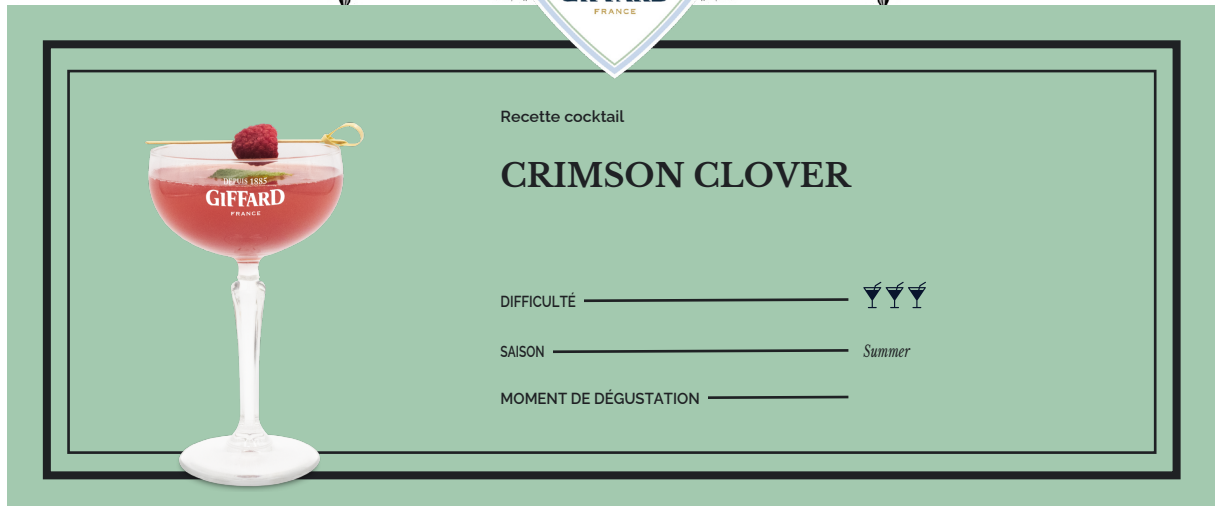 FRANCE
Recette cocktail
CRIMSON CLOVER
DEPUIS 1885
GIFFARD
FRANCE
DIFFICULTÉ
SAISON
Summer
MOMENT DE DÉGUSTATION